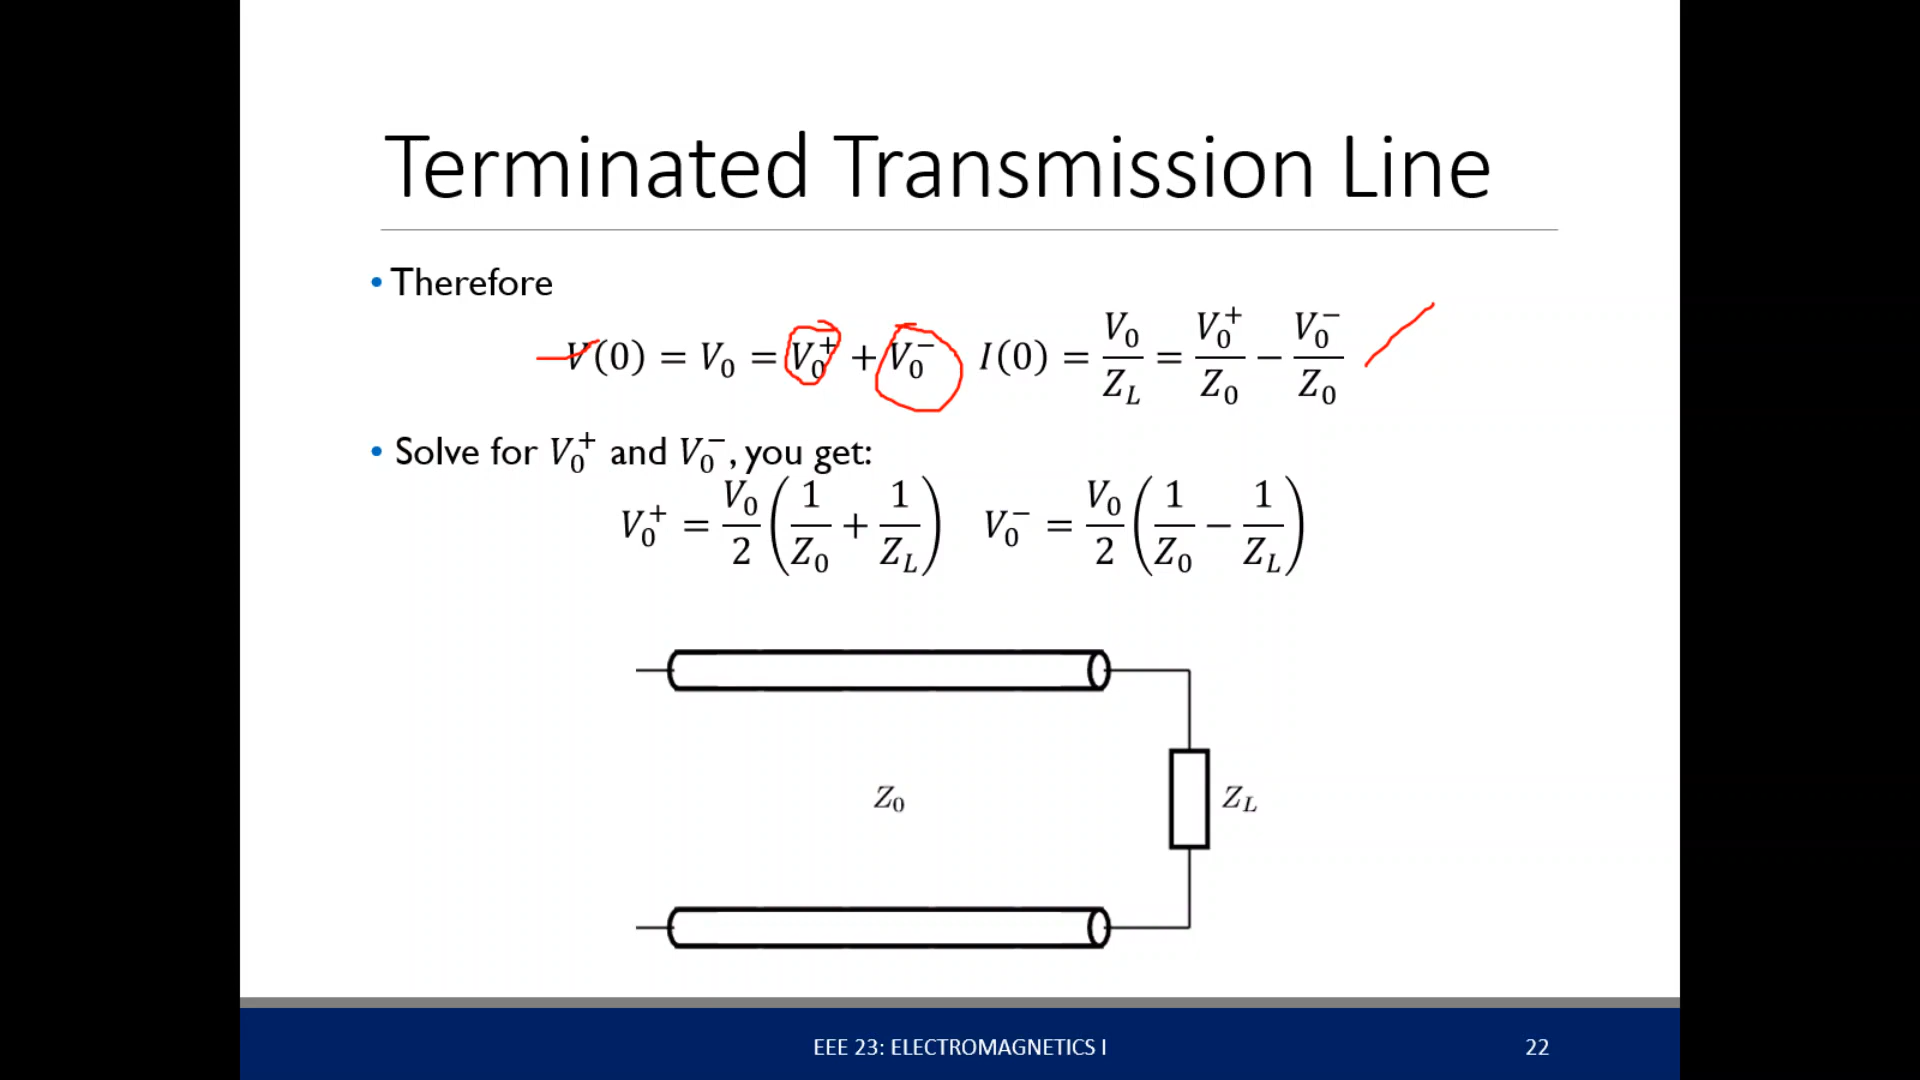 Terminated Transmission Line
• Therefore
V(0) = V₀ = V₀⁺ + V₀⁻ I(0) = V₀/Z_L = V₀⁺/Z₀ − V₀⁻/Z₀
• Solve for V₀⁺ and V₀⁻, you get:
V₀⁺ = V₀/2 (1/Z₀ + 1/Z_L) V₀⁻ = V₀/2 (1/Z₀ − 1/Z_L)
Z₀ Z_L
EEE 23: ELECTROMAGNETICS I 22